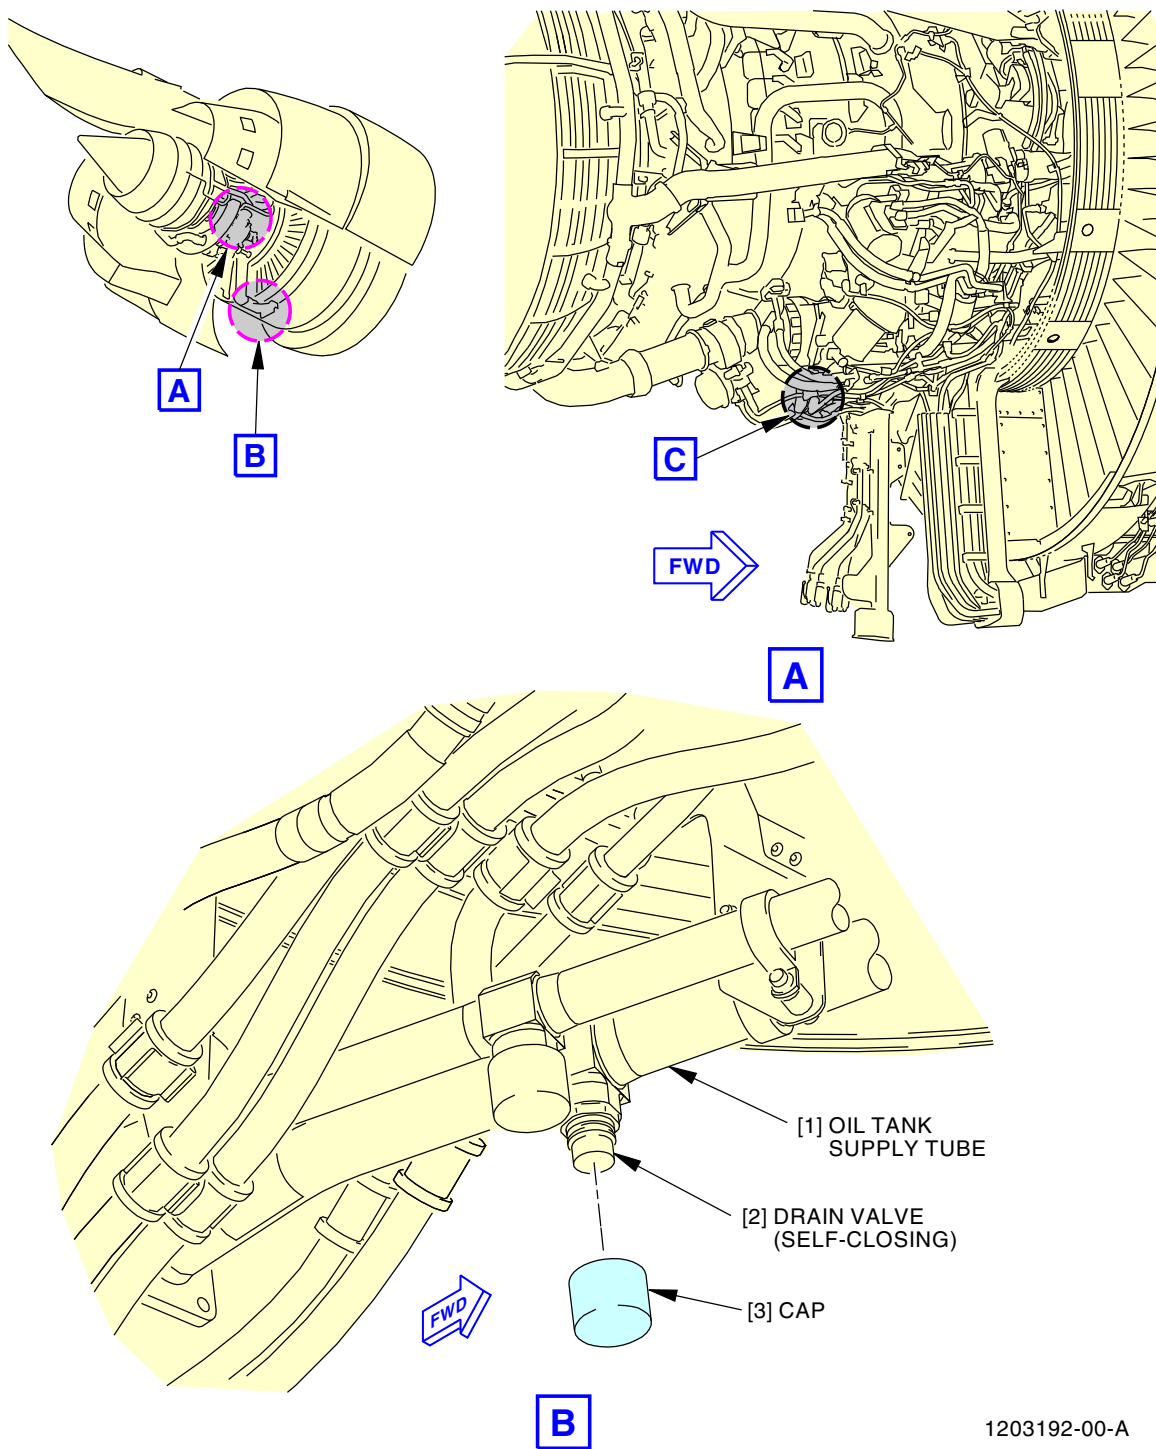 A
B
C
FWD
A
[1] OIL TANK
SUPPLY TUBE
[2] DRAIN VALVE
(SELF-CLOSING)
[3] CAP
FWD
B
1203192-00-A